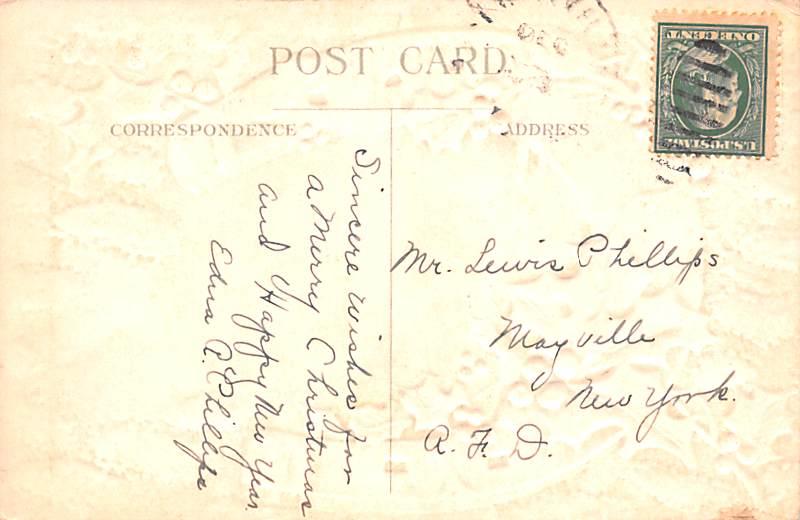 POST CARD
CORRESPONDENCE
ADDRESS
U.S. POSTAGE
ONE CENT
DEC
Sincere wishes for
a Merry Christmas
and Happy New Year.
Edna P. Phillips
Mr. Lewis Phillips
Mayville
New York.
R. F. D.